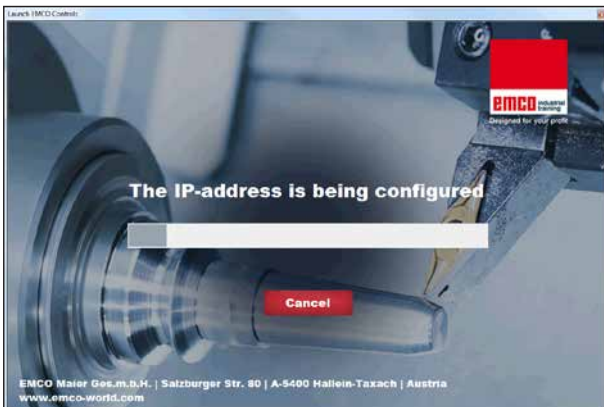 Launch EMCO Controls
emco industrial
training
Designed for your profit
The IP-address is being configured
Cancel
EMCO Maier Ges.m.b.H. | Salzburger Str. 80 | A-5400 Hallein-Taxach | Austria
www.emco-world.com